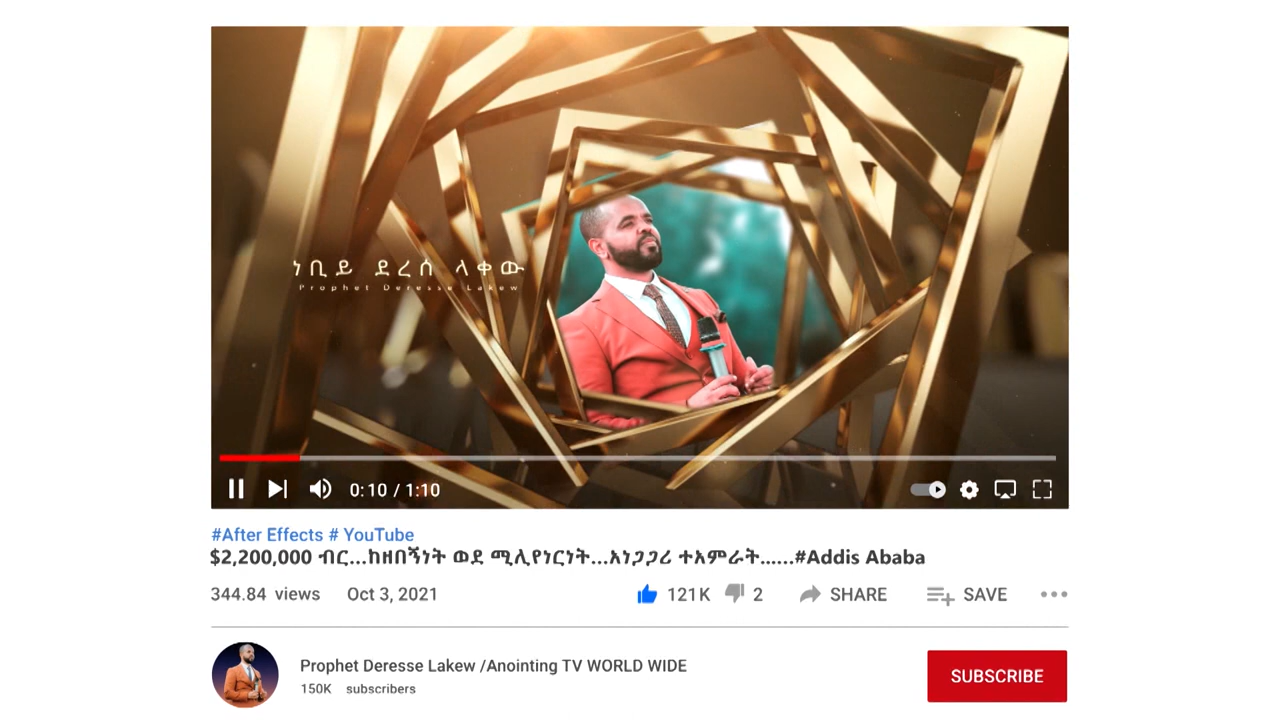 ነቢይ ደረሰ ላቀው
Prophet Deresse Lakew
0:10 / 1:10
#After Effects # YouTube
$2,200,000 ብር...ከዘበኝነት ወደ ሚሊየነርነት...አነጋጋሪ ተአምራት......#Addis Ababa
344.84 views Oct 3, 2021 121K 2 SHARE SAVE
Prophet Deresse Lakew /Anointing TV WORLD WIDE
150K subscribers
SUBSCRIBE